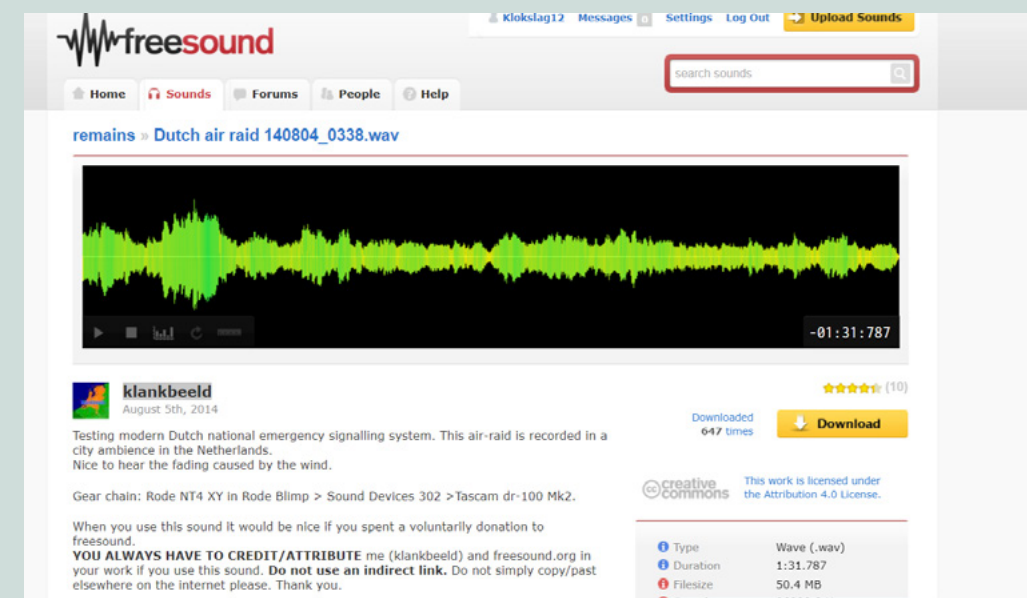 Klokslag12 Messages 0 Settings Log Out Upload Sounds
freesound
search sounds
Home Sounds Forums People Help
remains » Dutch air raid 140804_0338.wav
-01:31:787
klankbeeld
August 5th, 2014
(10)
Downloaded
647 times
Download
Testing modern Dutch national emergency signalling system. This air-raid is recorded in a
city ambience in the Netherlands.
Nice to hear the fading caused by the wind.
Gear chain: Rode NT4 XY in Rode Blimp > Sound Devices 302 >Tascam dr-100 Mk2.
When you use this sound it would be nice if you spent a voluntarily donation to
freesound.
YOU ALWAYS HAVE TO CREDIT/ATTRIBUTE me (klankbeeld) and freesound.org in
your work if you use this sound. Do not use an indirect link. Do not simply copy/past
elsewhere on the internet please. Thank you.
cc creative
commons
This work is licensed under
the Attribution 4.0 License.
Type Wave (.wav)
Duration 1:31.787
Filesize 50.4 MB